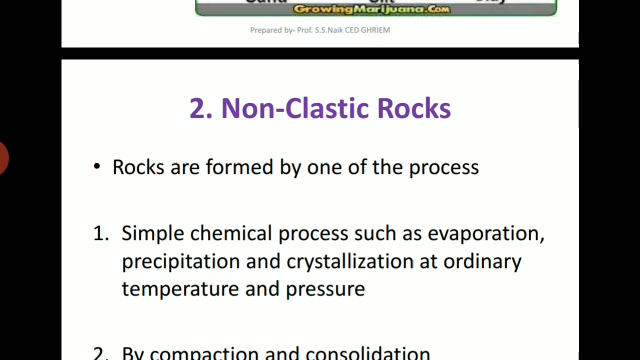 GrowingMarijuana.Com
Prepared by- Prof. S.S.Naik CED GHRIEM
2. Non-Clastic Rocks
• Rocks are formed by one of the process
1. Simple chemical process such as evaporation,
precipitation and crystallization at ordinary
temperature and pressure
2. By compaction and consolidation